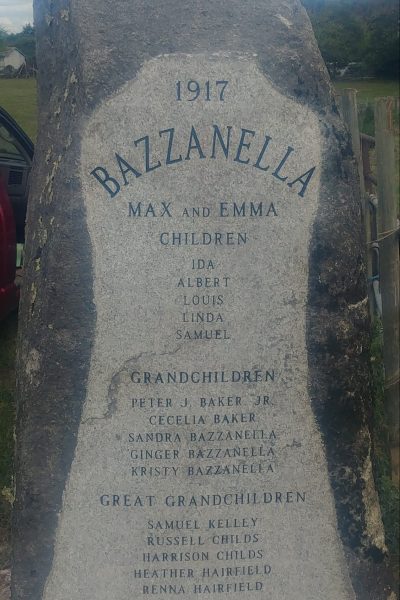 1917
BAZZANELLA
MAX AND EMMA
CHILDREN
IDA
ALBERT
LOUIS
LINDA
SAMUEL
GRANDCHILDREN
PETER J. BAKER JR.
CECELIA BAKER
SANDRA BAZZANELLA
GINGER BAZZANELLA
KRISTY BAZZANELLA
GREAT GRANDCHILDREN
SAMUEL KELLEY
RUSSELL CHILDS
HARRISON CHILDS
HEATHER HAIRFIELD
RENNA HAIRFIELD